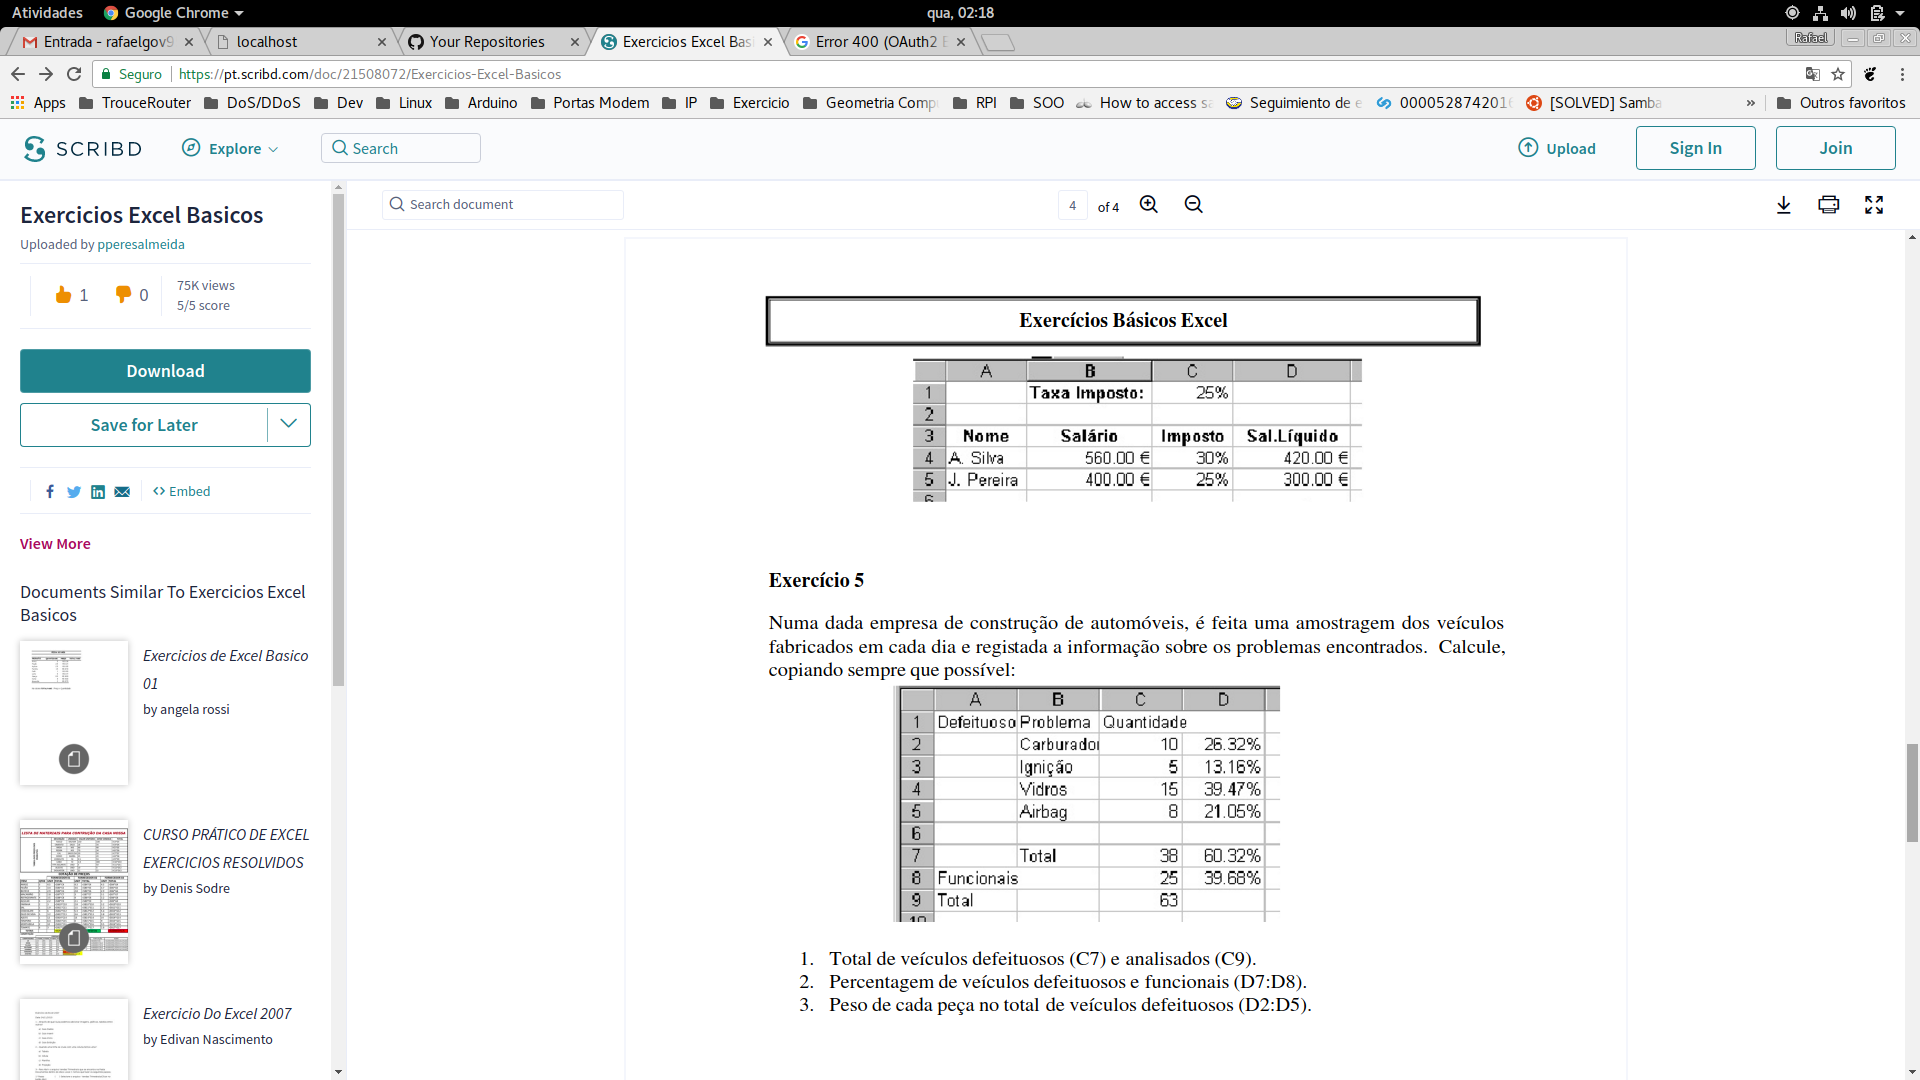 Atividades Google Chrome qua, 02:18
Entrada - rafaelgov9 localhost Your Repositories Exercicios Excel Bas Error 400 (OAuth2 E Rafael
Seguro https://pt.scribd.com/doc/21508072/Exercicios-Excel-Basicos
Apps TrouceRouter DoS/DDoS Dev Linux Arduino Portas Modem IP Exercicio Geometria Comp RPI SOO How to access sa Seguimiento de e 0000528742016 [SOLVED] Samba » Outros favoritos
SCRIBD Explore Search Upload Sign In Join
Search document 4 of 4
Exercicios Excel Basicos
Uploaded by pperesalmeida
1 0 75K views
5/5 score
Download
Save for Later
Embed
View More
Documents Similar To Exercicios Excel
Basicos
Exercicios de Excel Basico
01
by angela rossi
CURSO PRÁTICO DE EXCEL
EXERCICIOS RESOLVIDOS
by Denis Sodre
Exercicio Do Excel 2007
by Edivan Nascimento
Exercícios Básicos Excel
A B C D
1 Taxa Imposto: 25%
2
3 Nome Salário Imposto Sal.Líquido
4 A. Silva 560.00 € 30% 420.00 €
5 J. Pereira 400.00 € 25% 300.00 €
6
Exercício 5
Numa dada empresa de construção de automóveis, é feita uma amostragem dos veículos
fabricados em cada dia e registada a informação sobre os problemas encontrados. Calcule,
copiando sempre que possível:
A B C D
1 Defeituoso Problema Quantidade
2 Carburador 10 26.32%
3 Ignição 5 13.16%
4 Vidros 15 39.47%
5 Airbag 8 21.05%
6
7 Total 38 60.32%
8 Funcionais 25 39.68%
9 Total 63
10
1. Total de veículos defeituosos (C7) e analisados (C9).
2. Percentagem de veículos defeituosos e funcionais (D7:D8).
3. Peso de cada peça no total de veículos defeituosos (D2:D5).